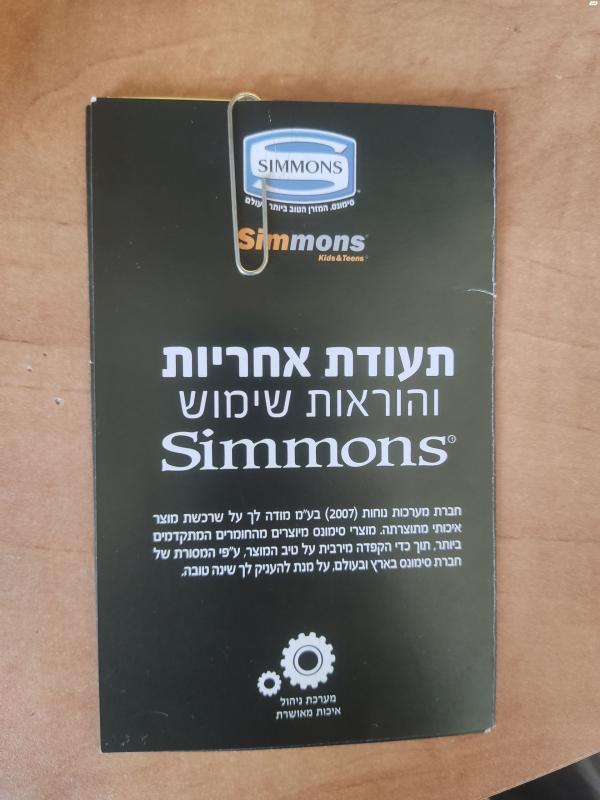 SIMMONS
סימונס. המזרן הטוב ביותר בעולם
Simmons
Kids & Teens
תעודת אחריות
והוראות שימוש
Simmons®
חברת מערכות נוחות (2007) בע"מ מודה לך על שרכשת מוצר
איכותי מתוצרתה. מוצרי סימונס מיוצרים מהחומרים המתקדמים
ביותר, תוך כדי הקפדה מירבית על טיב המוצר, ע"פי המסורת של
חברת סימונס בארץ ובעולם, על מנת להעניק לך שינה טובה.
מערכת ניהול
איכות מאושרת